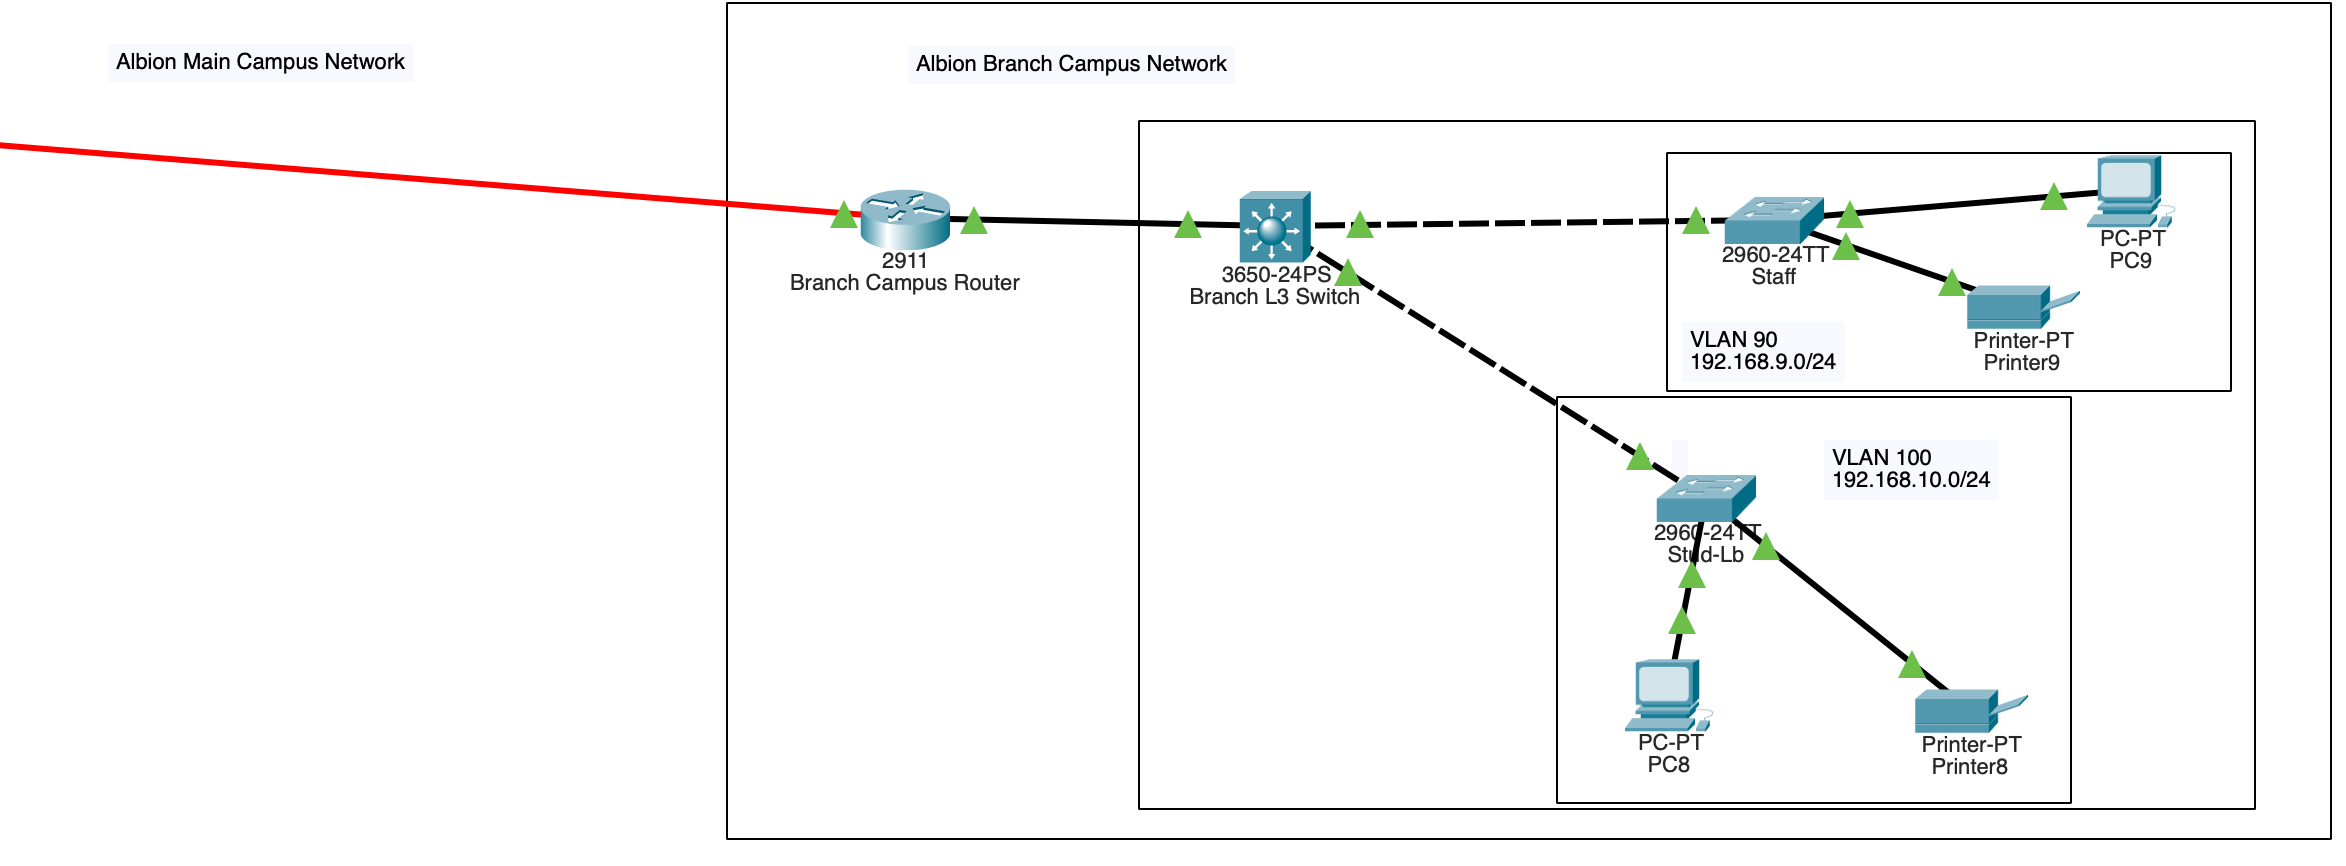 Albion Main Campus Network
Albion Branch Campus Network
2911
Branch Campus Router
3650-24PS
Branch L3 Switch
2960-24TT
Staff
PC-PT
PC9
Printer-PT
Printer9
VLAN 90
192.168.9.0/24
VLAN 100
192.168.10.0/24
2960-24TT
Stud-Lb
PC-PT
PC8
Printer-PT
Printer8